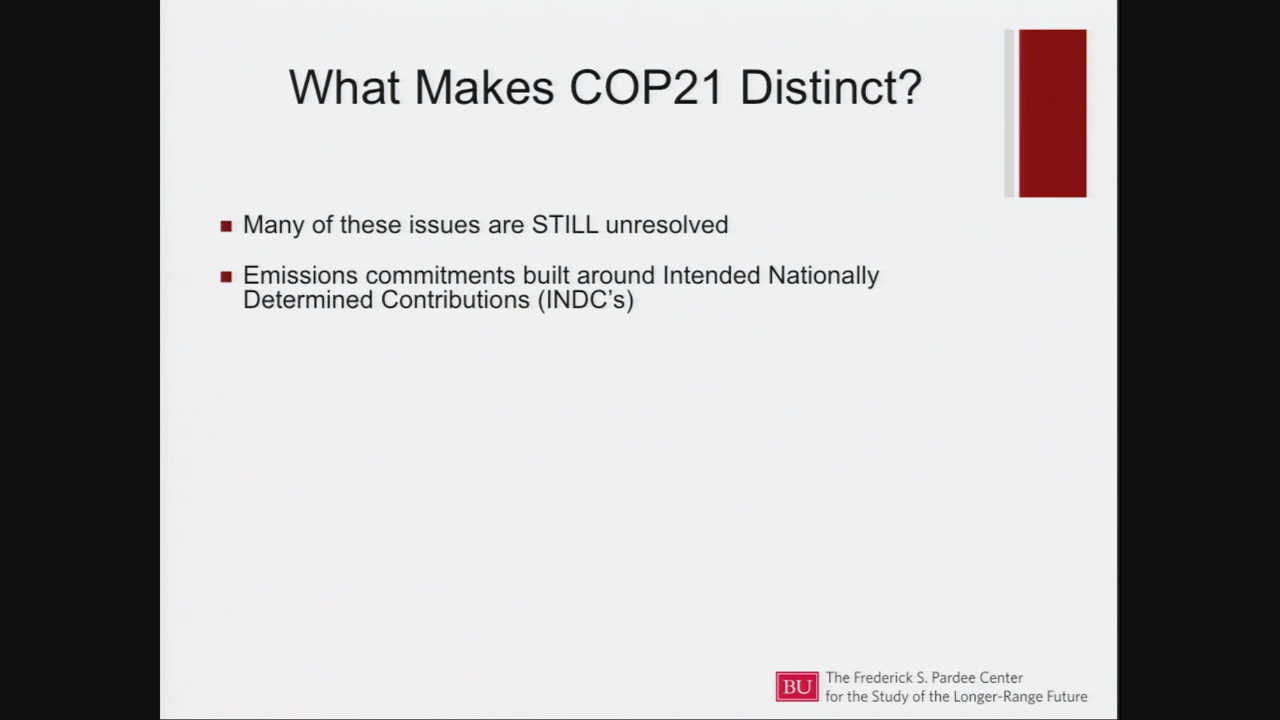 What Makes COP21 Distinct?
Many of these issues are STILL unresolved
Emissions commitments built around Intended Nationally
Determined Contributions (INDC's)
BU
The Frederick S. Pardee Center
for the Study of the Longer-Range Future